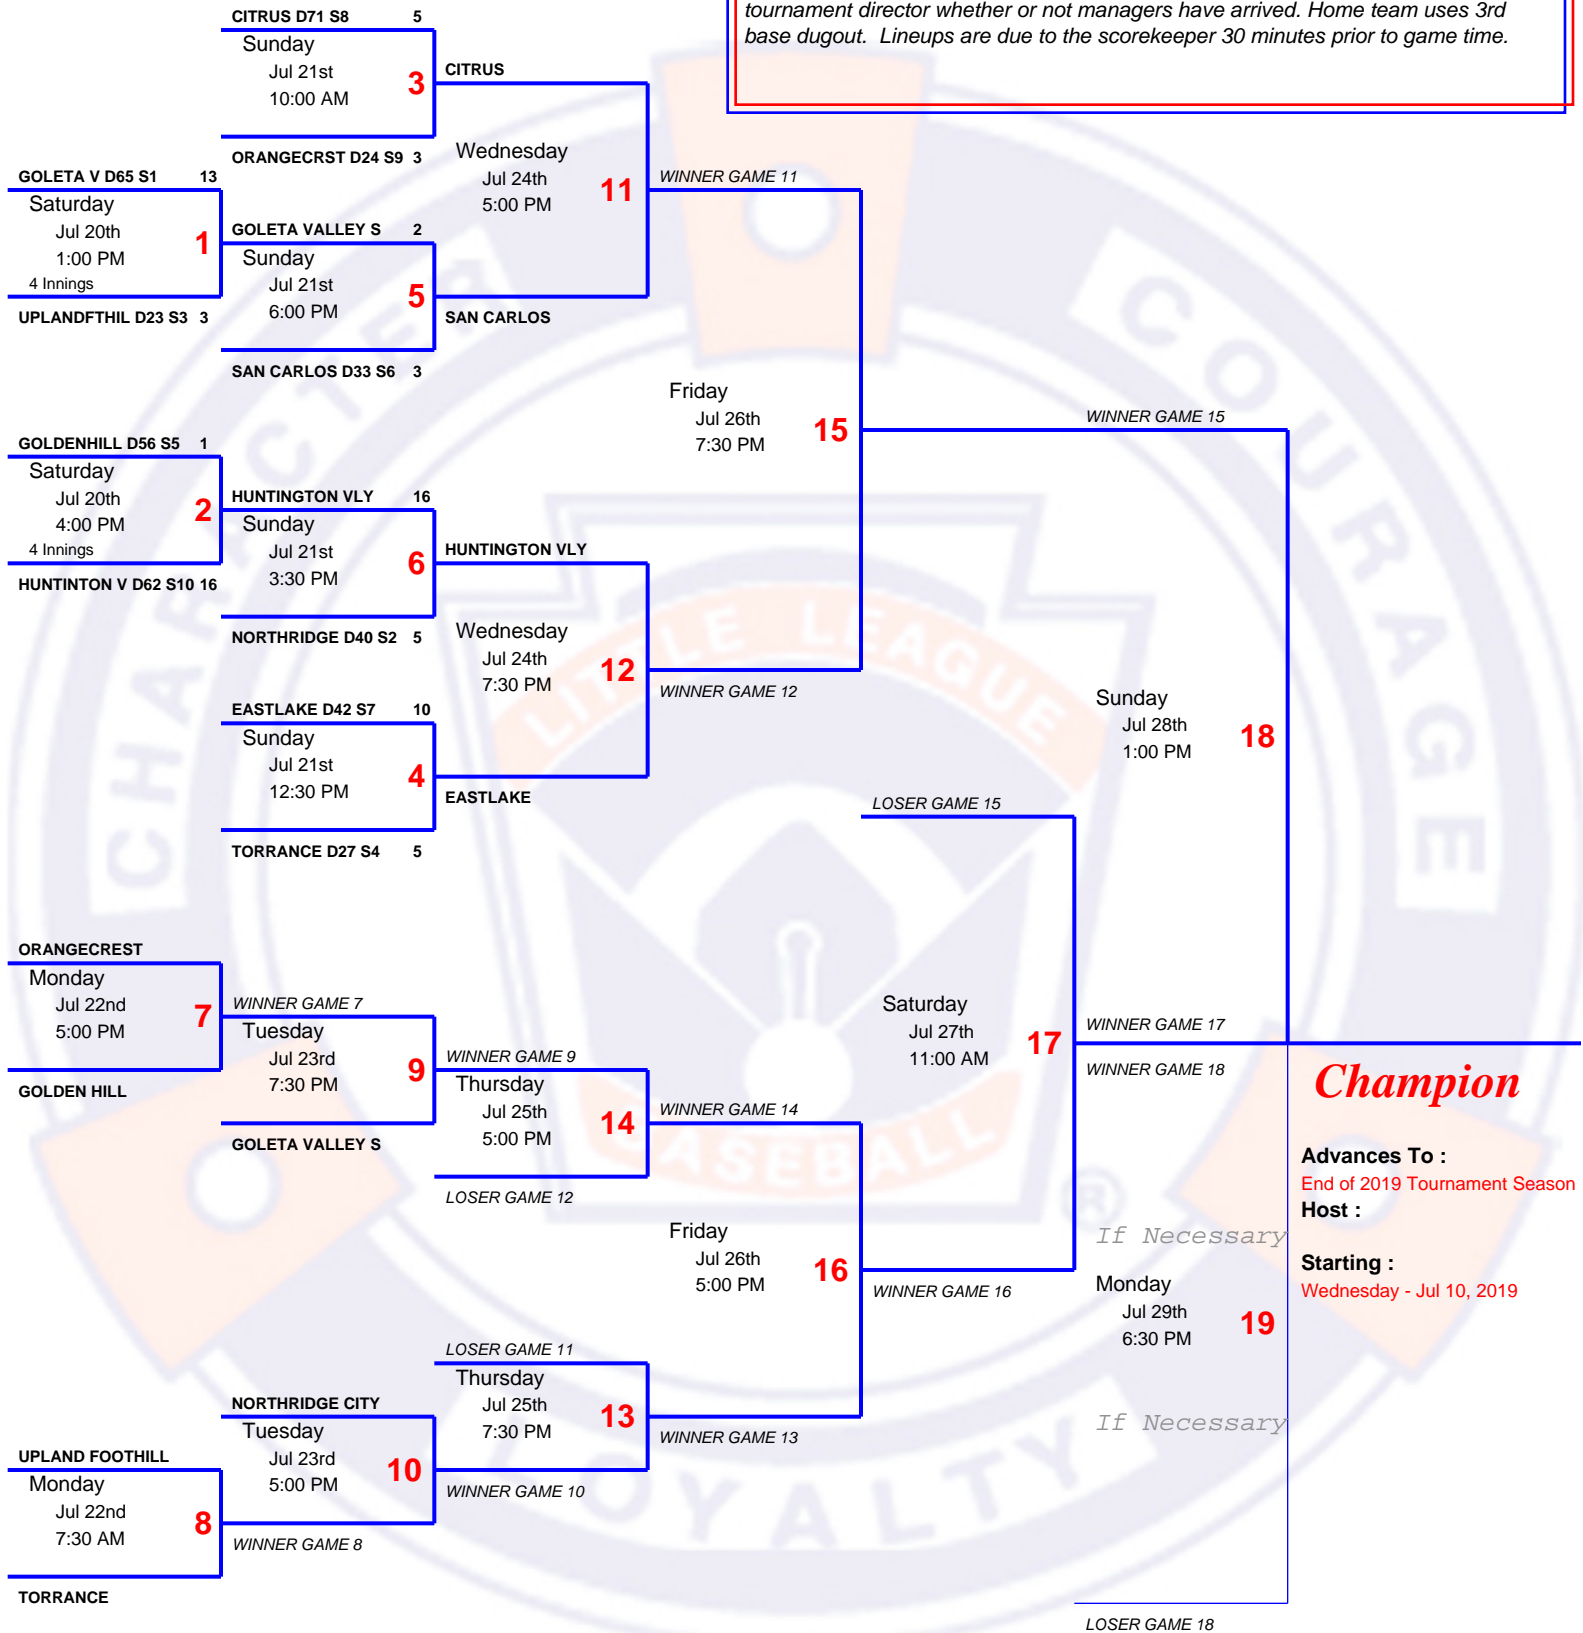 tournament director whether or not managers have arrived. Home team uses 3rd
base dugout.  Lineups are due to the scorekeeper 30 minutes prior to game time.
CITRUS D71 S8 5
Sunday
Jul 21st
10:00 AM
3
CITRUS
ORANGECRST D24 S9 3
Wednesday
Jul 24th
5:00 PM
11
WINNER GAME 11
GOLETA V D65 S1 13
Saturday
Jul 20th
1:00 PM
4 Innings
1
UPLANDFTHIL D23 S3 3
GOLETA VALLEY S 2
Sunday
Jul 21st
6:00 PM
5
SAN CARLOS
SAN CARLOS D33 S6 3
Friday
Jul 26th
7:30 PM
15
WINNER GAME 15
GOLDENHILL D56 S5 1
Saturday
Jul 20th
4:00 PM
4 Innings
2
HUNTINTON V D62 S10 16
HUNTINGTON VLY 16
Sunday
Jul 21st
3:30 PM
6
HUNTINGTON VLY
NORTHRIDGE D40 S2 5
Wednesday
Jul 24th
7:30 PM
12
WINNER GAME 12
EASTLAKE D42 S7 10
Sunday
Jul 21st
12:30 PM
4
EASTLAKE
TORRANCE D27 S4 5
Sunday
Jul 28th
1:00 PM
18
LOSER GAME 15
ORANGECREST
Monday
Jul 22nd
5:00 PM
7
GOLDEN HILL
WINNER GAME 7
Tuesday
Jul 23rd
7:30 PM
9
GOLETA VALLEY S
WINNER GAME 9
Thursday
Jul 25th
5:00 PM
14
LOSER GAME 12
WINNER GAME 14
Saturday
Jul 27th
11:00 AM
17
WINNER GAME 17
WINNER GAME 18
Champion
Advances To :
End of 2019 Tournament Season
Host :
Starting :
Wednesday - Jul 10, 2019
Friday
Jul 26th
5:00 PM
16
WINNER GAME 16
If Necessary
Monday
Jul 29th
6:30 PM
19
If Necessary
LOSER GAME 11
Thursday
Jul 25th
7:30 PM
13
WINNER GAME 13
NORTHRIDGE CITY
Tuesday
Jul 23rd
5:00 PM
10
WINNER GAME 10
UPLAND FOOTHILL
Monday
Jul 22nd
7:30 AM
8
WINNER GAME 8
TORRANCE
LOSER GAME 18
CHARACTER
COURAGE
LOYALTY
LITTLE LEAGUE
BASEBALL
®